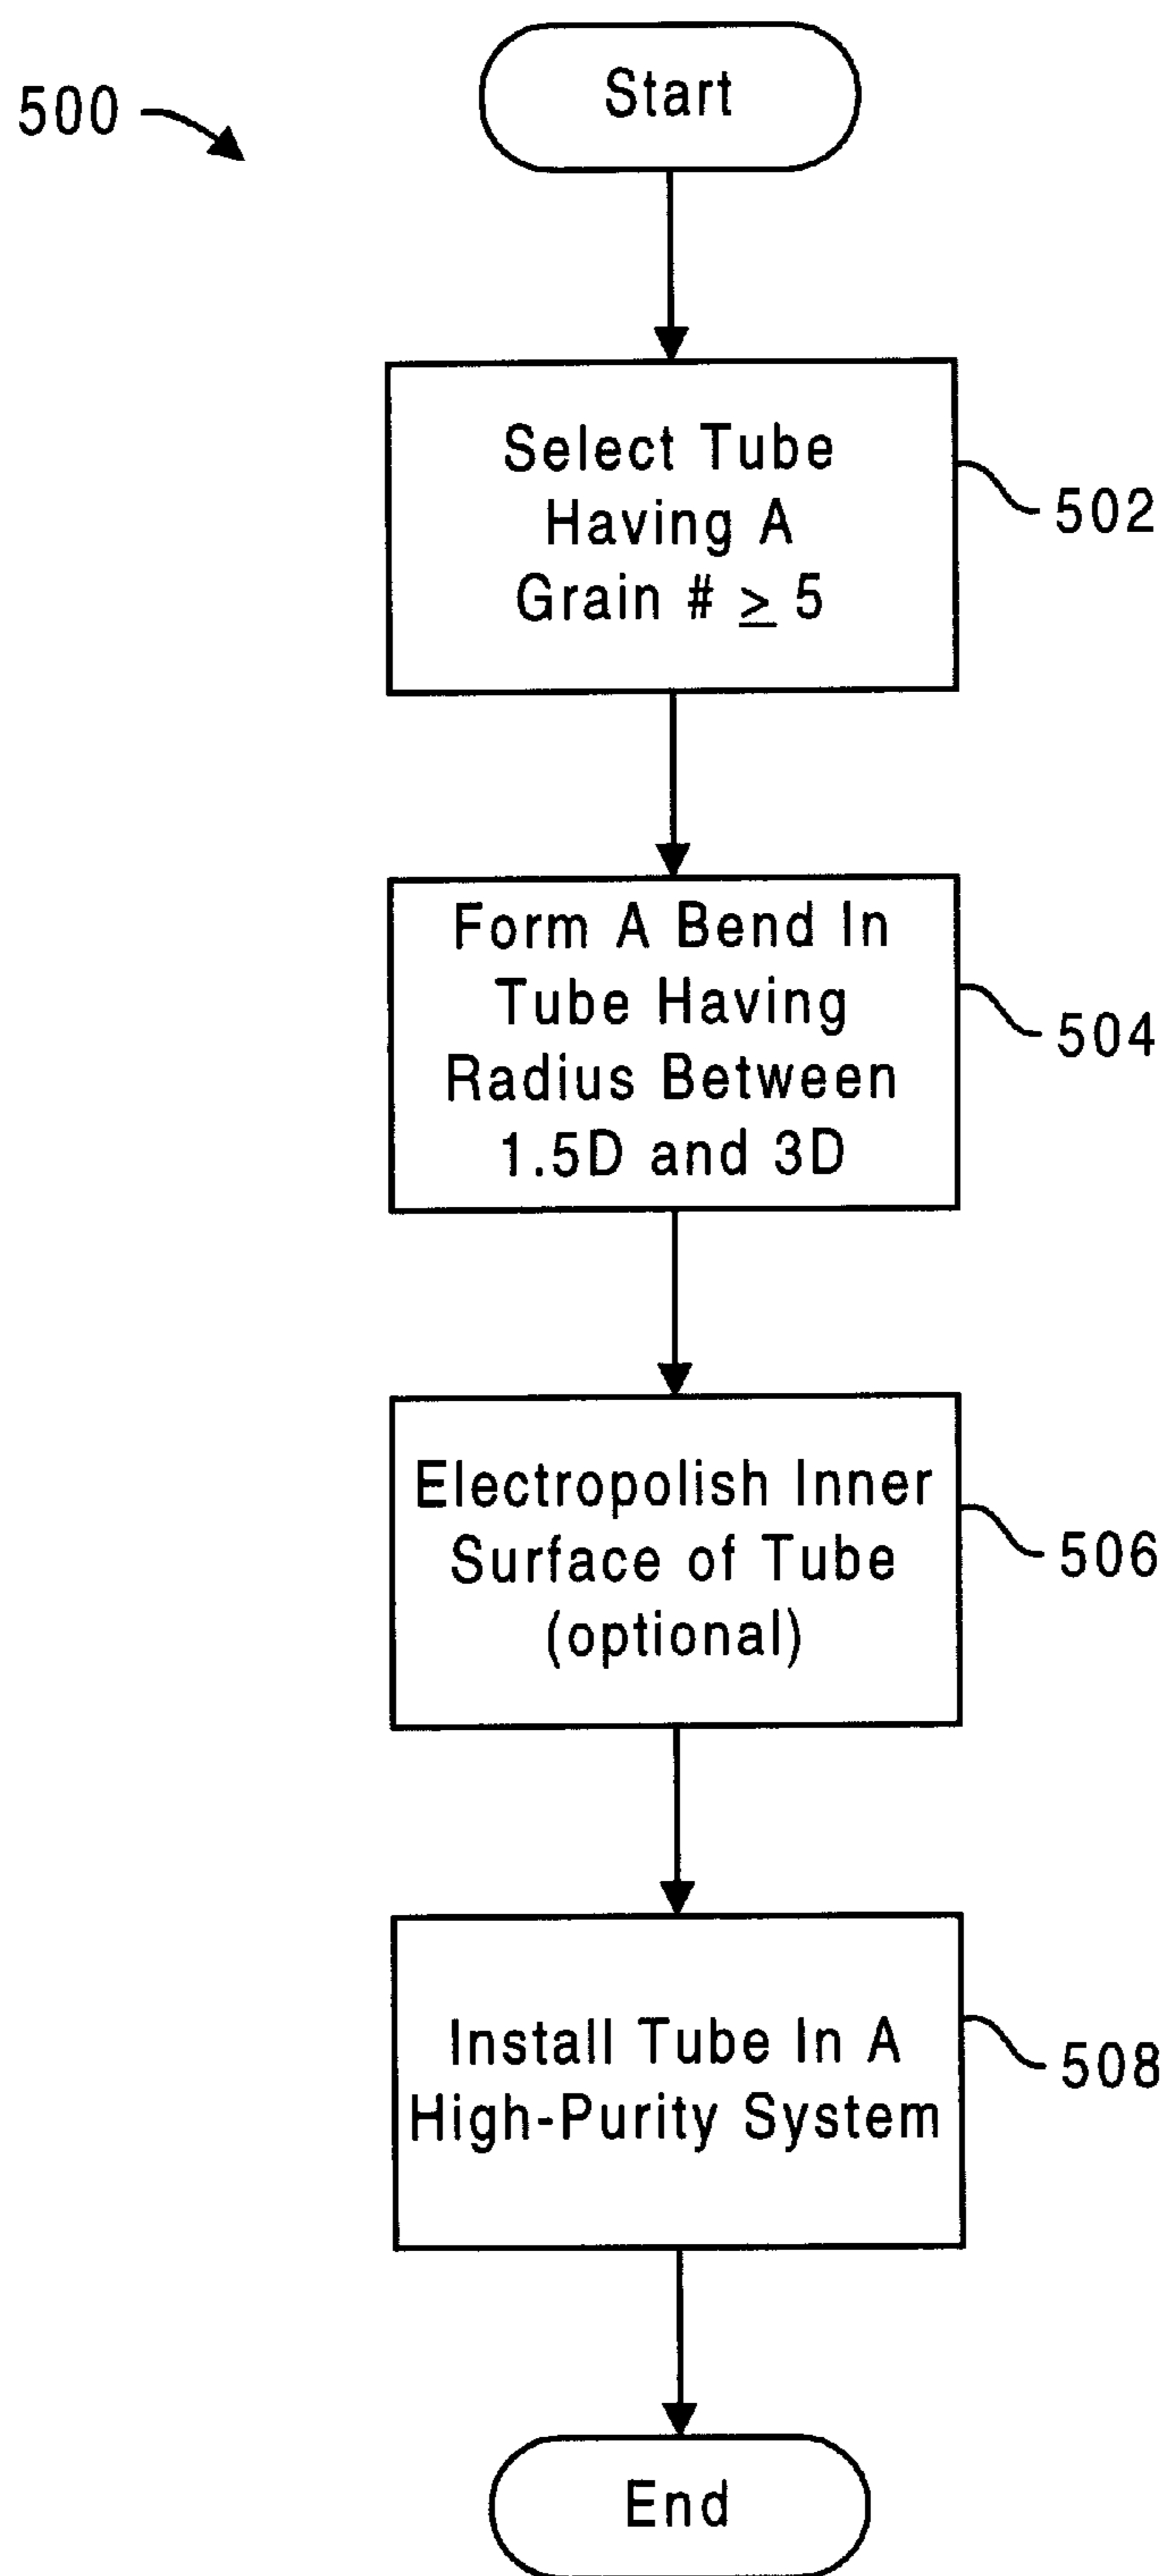 500
Start
Select Tube
Having A
Grain # ≥ 5
502
Form A Bend In
Tube Having
Radius Between
1.5D and 3D
504
Electropolish Inner
Surface of Tube
(optional)
506
Install Tube In A
High-Purity System
508
End